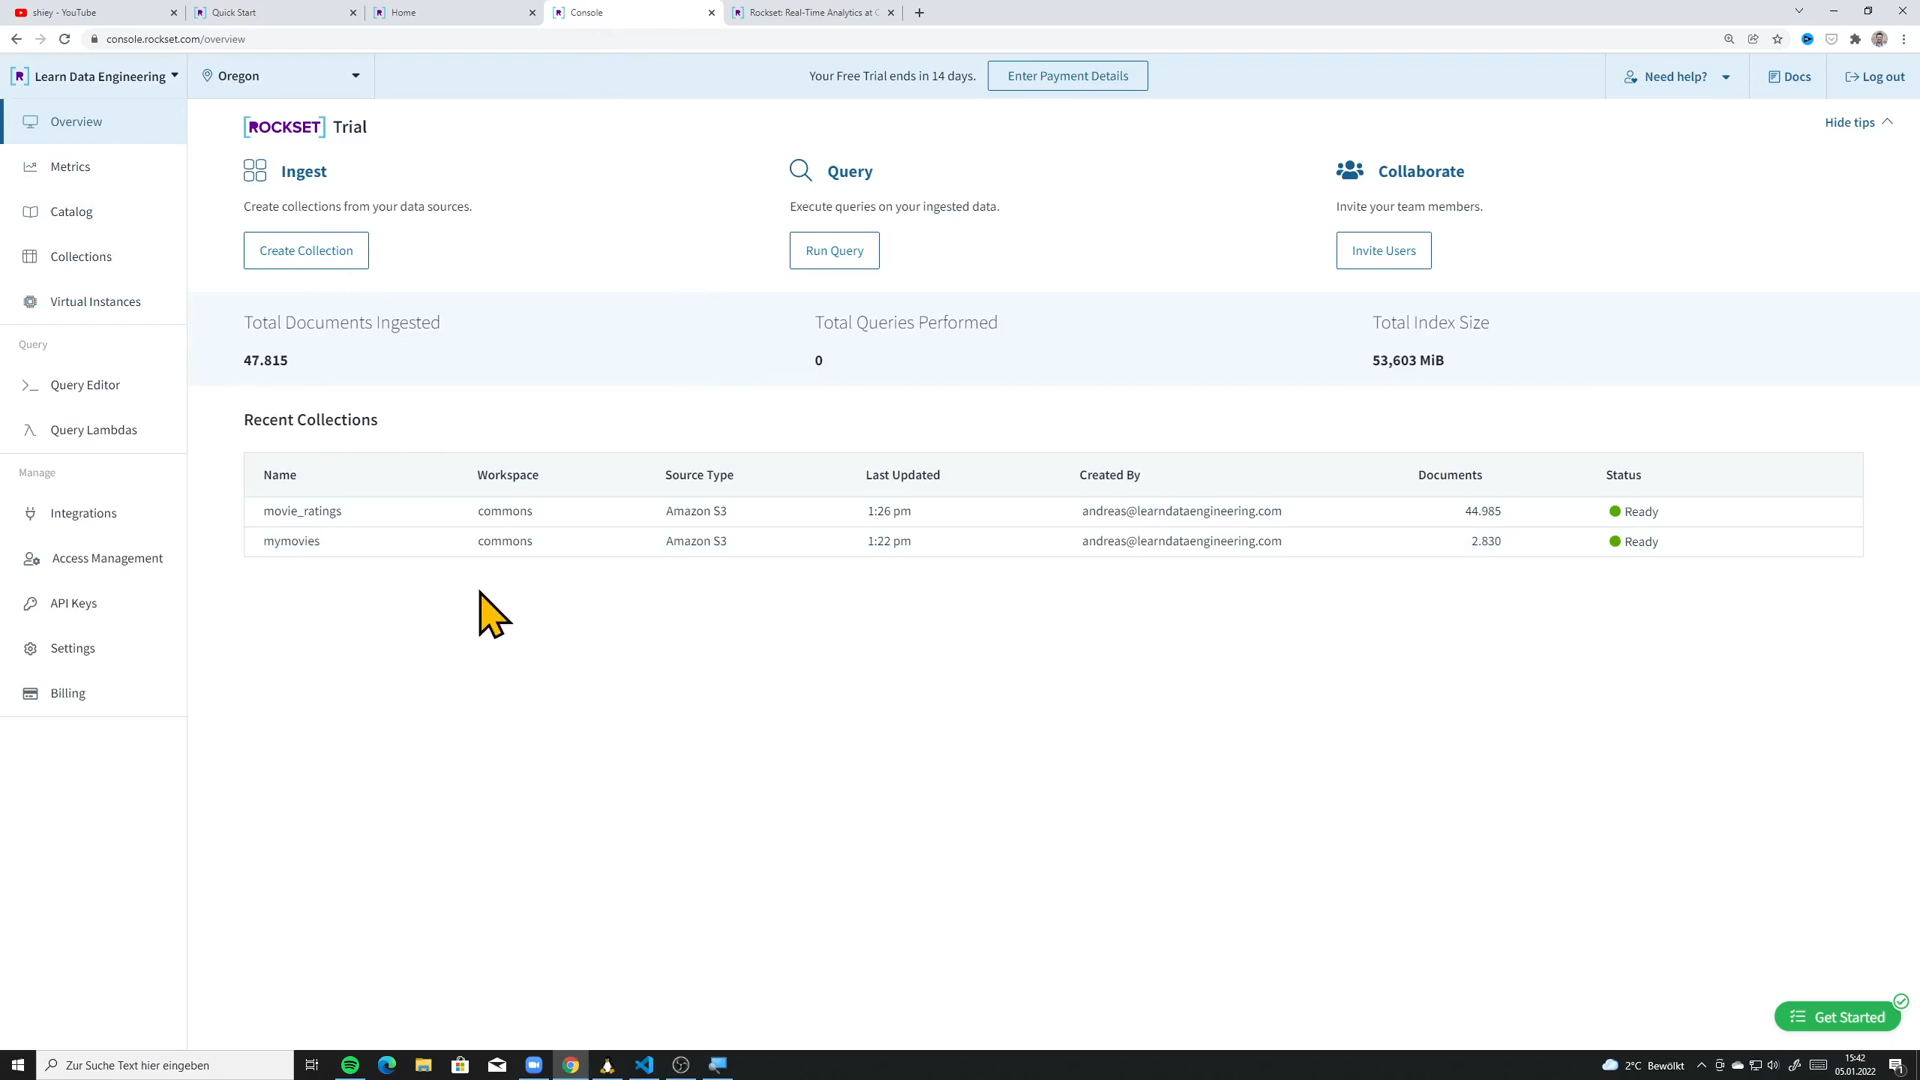 shiey - YouTube
Quick Start
Home
Console
Rockset: Real-Time Analytics at C
console.rockset.com/overview
Learn Data Engineering
Oregon
Your Free Trial ends in 14 days.
Enter Payment Details
Need help?
Docs
Log out
Overview
Metrics
Catalog
Collections
Virtual Instances
Query
Query Editor
Query Lambdas
Manage
Integrations
Access Management
API Keys
Settings
Billing
[ROCKSET] Trial
Hide tips
Ingest
Create collections from your data sources.
Create Collection
Query
Execute queries on your ingested data.
Run Query
Collaborate
Invite your team members.
Invite Users
Total Documents Ingested
47.815
Total Queries Performed
0
Total Index Size
53,603 MiB
Recent Collections
Name Workspace Source Type Last Updated Created By Documents Status
movie_ratings commons Amazon S3 1:26 pm andreas@learndataengineering.com 44.985 Ready
mymovies commons Amazon S3 1:22 pm andreas@learndataengineering.com 2.830 Ready
Get Started
Zur Suche Text hier eingeben
2°C Bewölkt
15:42
05.01.2022